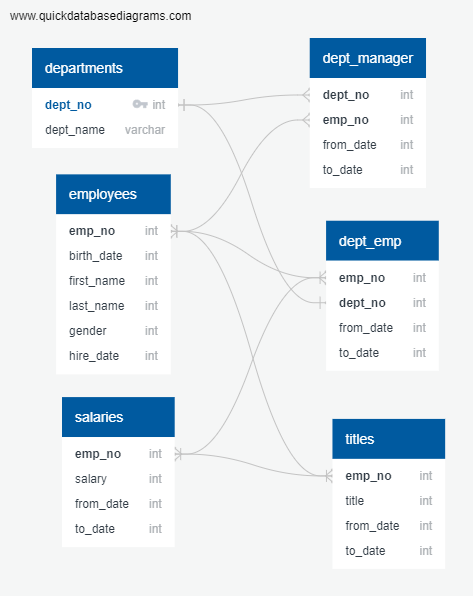 www.quickdatabasediagrams.com
departments
dept_no int
dept_name varchar
employees
emp_no int
birth_date int
first_name int
last_name int
gender int
hire_date int
salaries
emp_no int
salary int
from_date int
to_date int
dept_manager
dept_no int
emp_no int
from_date int
to_date int
dept_emp
emp_no int
dept_no int
from_date int
to_date int
titles
emp_no int
title int
from_date int
to_date int